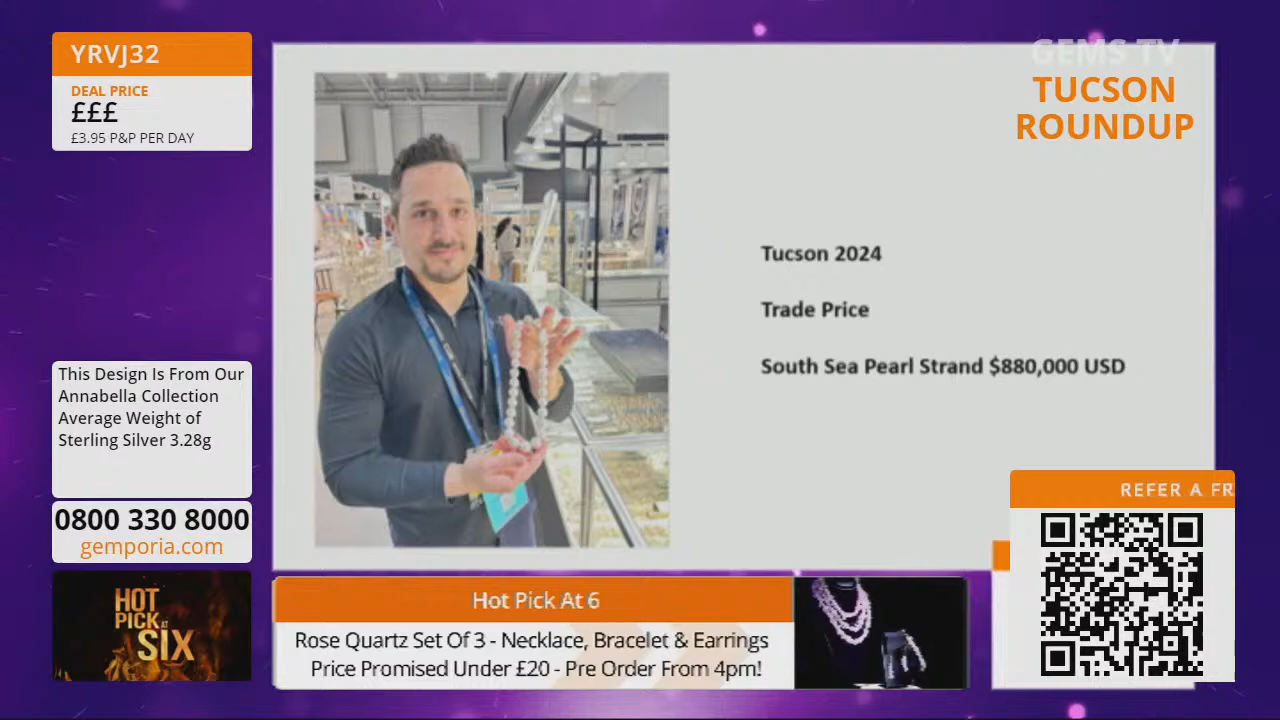 YRVJ32
DEAL PRICE
£££
£3.95 P&P PER DAY
GEMS TV
TUCSON
ROUNDUP
Tucson 2024
Trade Price
South Sea Pearl Strand $880,000 USD
This Design Is From Our
Annabella Collection
Average Weight of
Sterling Silver 3.28g
0800 330 8000
gemporia.com
HOT
PICK AT
SIX
Hot Pick At 6
Rose Quartz Set Of 3 - Necklace, Bracelet & Earrings
Price Promised Under £20 - Pre Order From 4pm!
REFER A FR